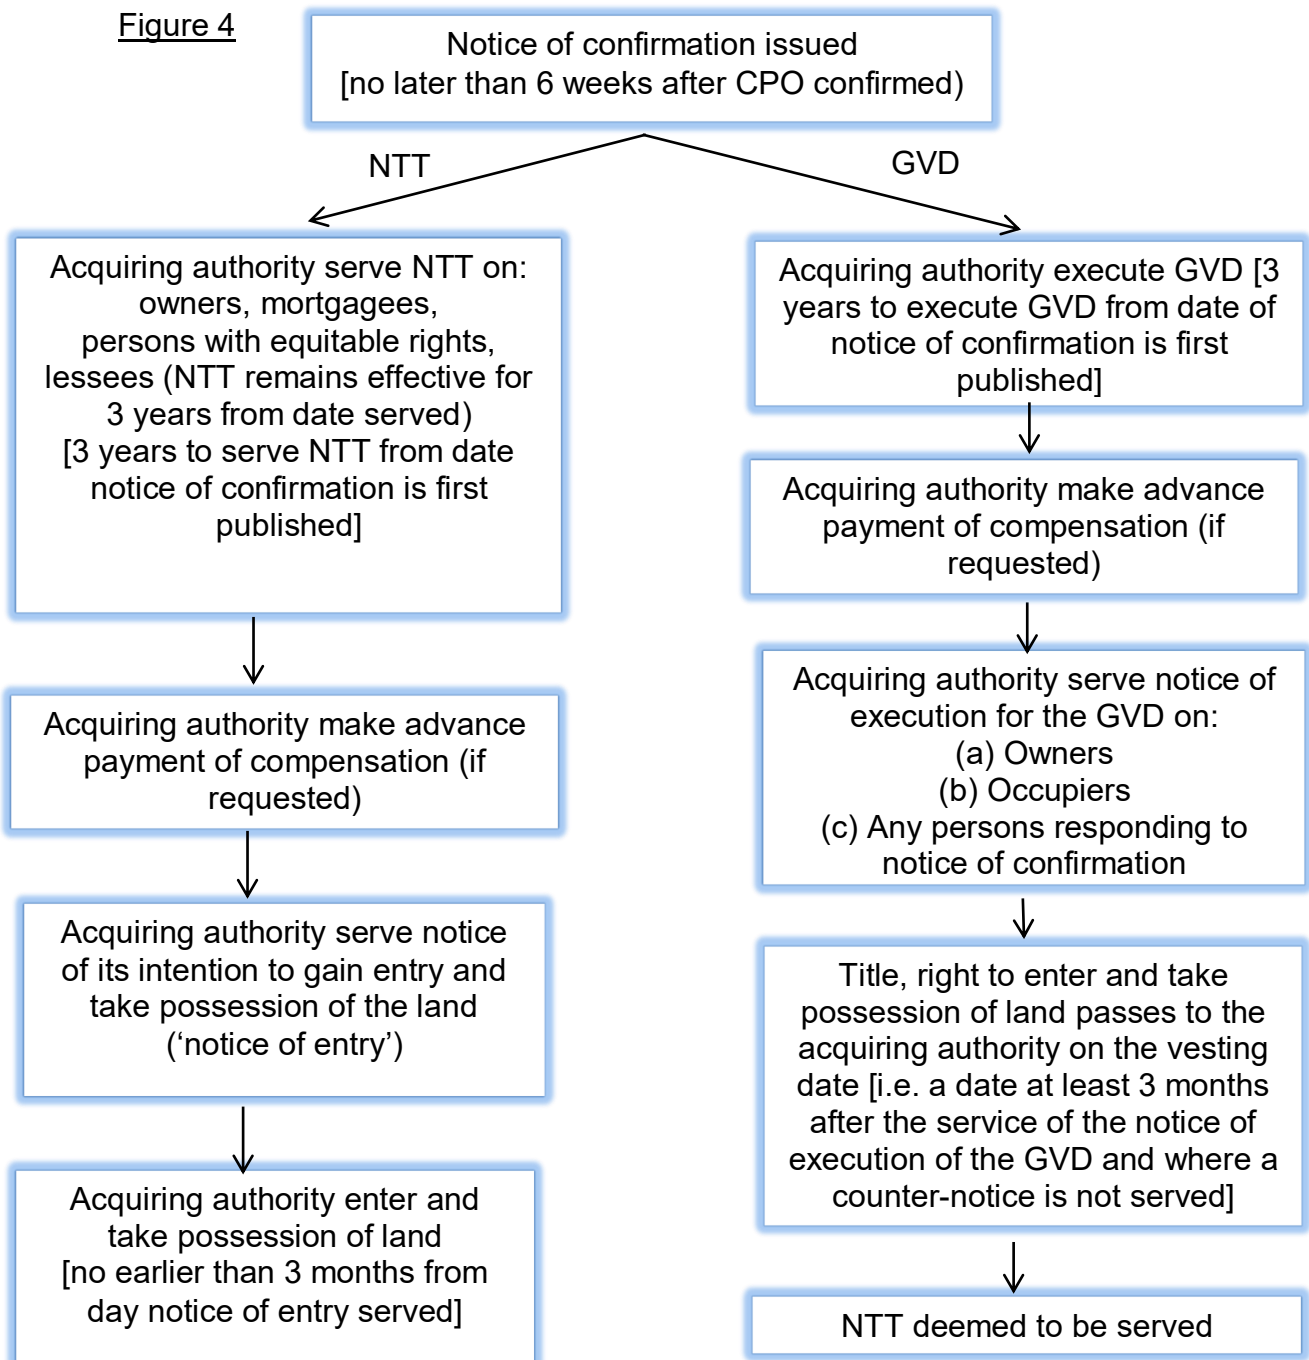 Figure 4
Notice of confirmation issued
[no later than 6 weeks after CPO confirmed)
NTT
GVD
Acquiring authority serve NTT on:
owners, mortgagees,
persons with equitable rights,
lessees (NTT remains effective for
3 years from date served)
[3 years to serve NTT from date
notice of confirmation is first
published]
Acquiring authority make advance
payment of compensation (if
requested)
Acquiring authority serve notice
of its intention to gain entry and
take possession of the land
(‘notice of entry’)
Acquiring authority enter and
take possession of land
[no earlier than 3 months from
day notice of entry served]
Acquiring authority execute GVD [3
years to execute GVD from date of
notice of confirmation is first
published]
Acquiring authority make advance
payment of compensation (if
requested)
Acquiring authority serve notice of
execution for the GVD on:
(a) Owners
(b) Occupiers
(c) Any persons responding to
notice of confirmation
Title, right to enter and take
possession of land passes to the
acquiring authority on the vesting
date [i.e. a date at least 3 months
after the service of the notice of
execution of the GVD and where a
counter-notice is not served]
NTT deemed to be served